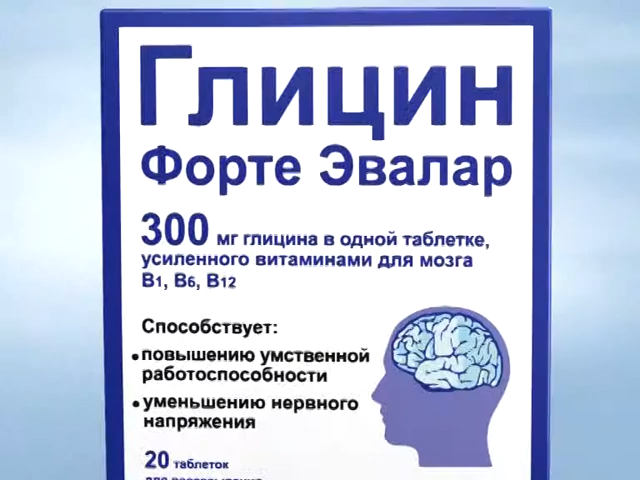 Глицин
Форте Эвалар
300 мг глицина в одной таблетке,
усиленного витаминами для мозга
B1, B6, B12
Способствует:
•повышению умственной
работоспособности
•уменьшению нервного
напряжения
20 таблеток